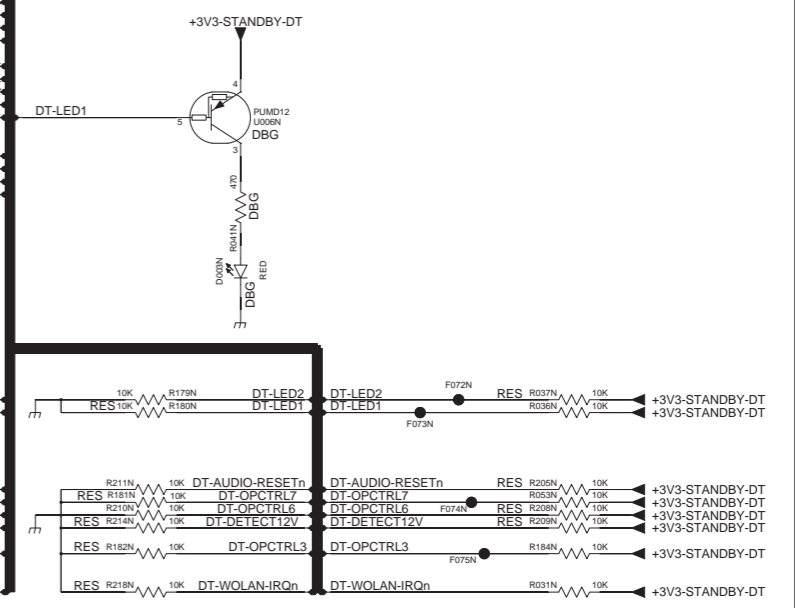 +3V3-STANDBY-DT
4
DT-LED1
5
PUMD12
U006N
DBG
3
470
DBG
R041N
D003N
RED
DBG
10K R179N DT-LED2 DT-LED2 F072N RES R037N 10K +3V3-STANDBY-DT
RES 10K R180N DT-LED1 DT-LED1 F073N R036N 10K +3V3-STANDBY-DT
R211N 10K DT-AUDIO-RESETn DT-AUDIO-RESETn RES R205N 10K +3V3-STANDBY-DT
RES R181N 10K DT-OPCTRL7 DT-OPCTRL7 R053N 10K +3V3-STANDBY-DT
R210N 10K DT-OPCTRL6 DT-OPCTRL6 F074N RES R208N 10K +3V3-STANDBY-DT
RES R214N 10K DT-DETECT12V DT-DETECT12V RES R209N 10K +3V3-STANDBY-DT
RES R182N 10K DT-OPCTRL3 DT-OPCTRL3 F075N R184N 10K +3V3-STANDBY-DT
RES R218N 10K DT-WOLAN-IRQn DT-WOLAN-IRQn R031N 10K +3V3-STANDBY-DT